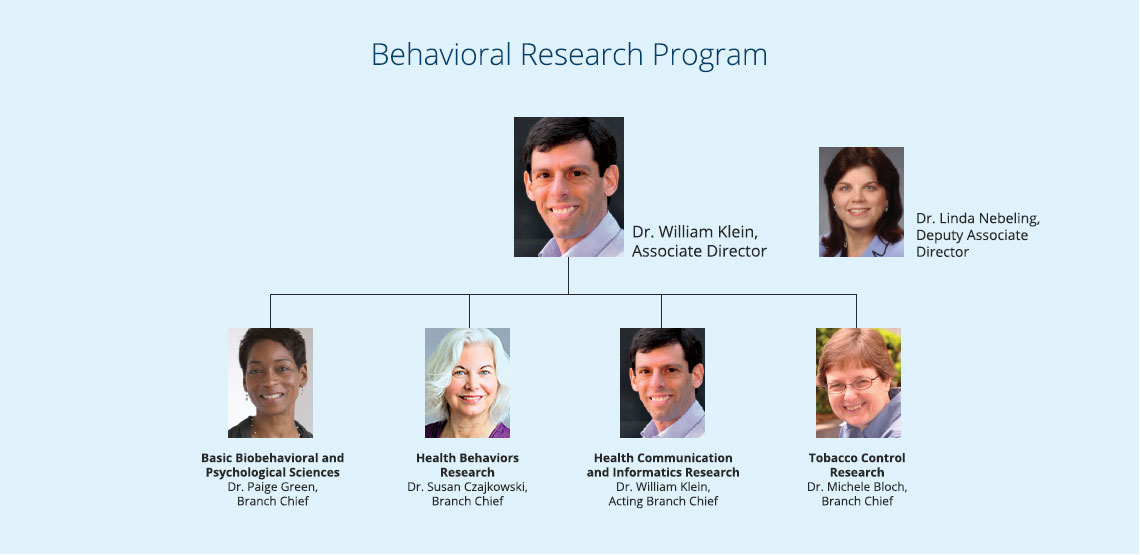 Behavioral Research Program
Dr. William Klein,
Associate Director
Dr. Linda Nebeling,
Deputy Associate
Director
Basic Biobehavioral and
Psychological Sciences
Dr. Paige Green,
Branch Chief
Health Behaviors
Research
Dr. Susan Czajkowski,
Branch Chief
Health Communication
and Informatics Research
Dr. William Klein,
Acting Branch Chief
Tobacco Control
Research
Dr. Michele Bloch,
Branch Chief